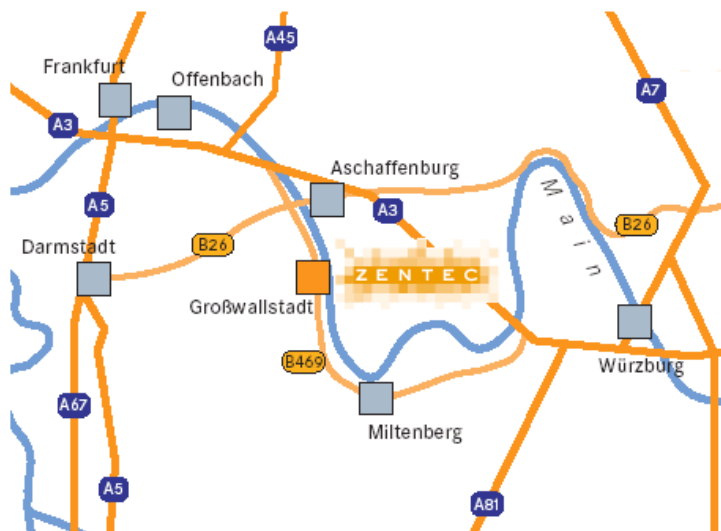 A45
Frankfurt
Offenbach
A7
A3
Aschaffenburg
Main
A5
A3
B26
Darmstadt
B26
ZENTEC
Großwallstadt
B469
Würzburg
A67
Miltenberg
A5
A81